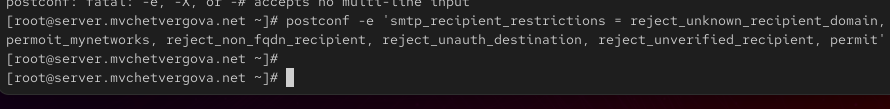 postconf: fatal: -e, -X, or -# accepts no multi-line input
[root@server.mvchetvergova.net ~]# postconf -e 'smtp_recipient_restrictions = reject_unknown_recipient_domain,
permoit_mynetworks, reject_non_fqdn_recipient, reject_unauth_destination, reject_unverified_recipient, permit'
[root@server.mvchetvergova.net ~]#
[root@server.mvchetvergova.net ~]#